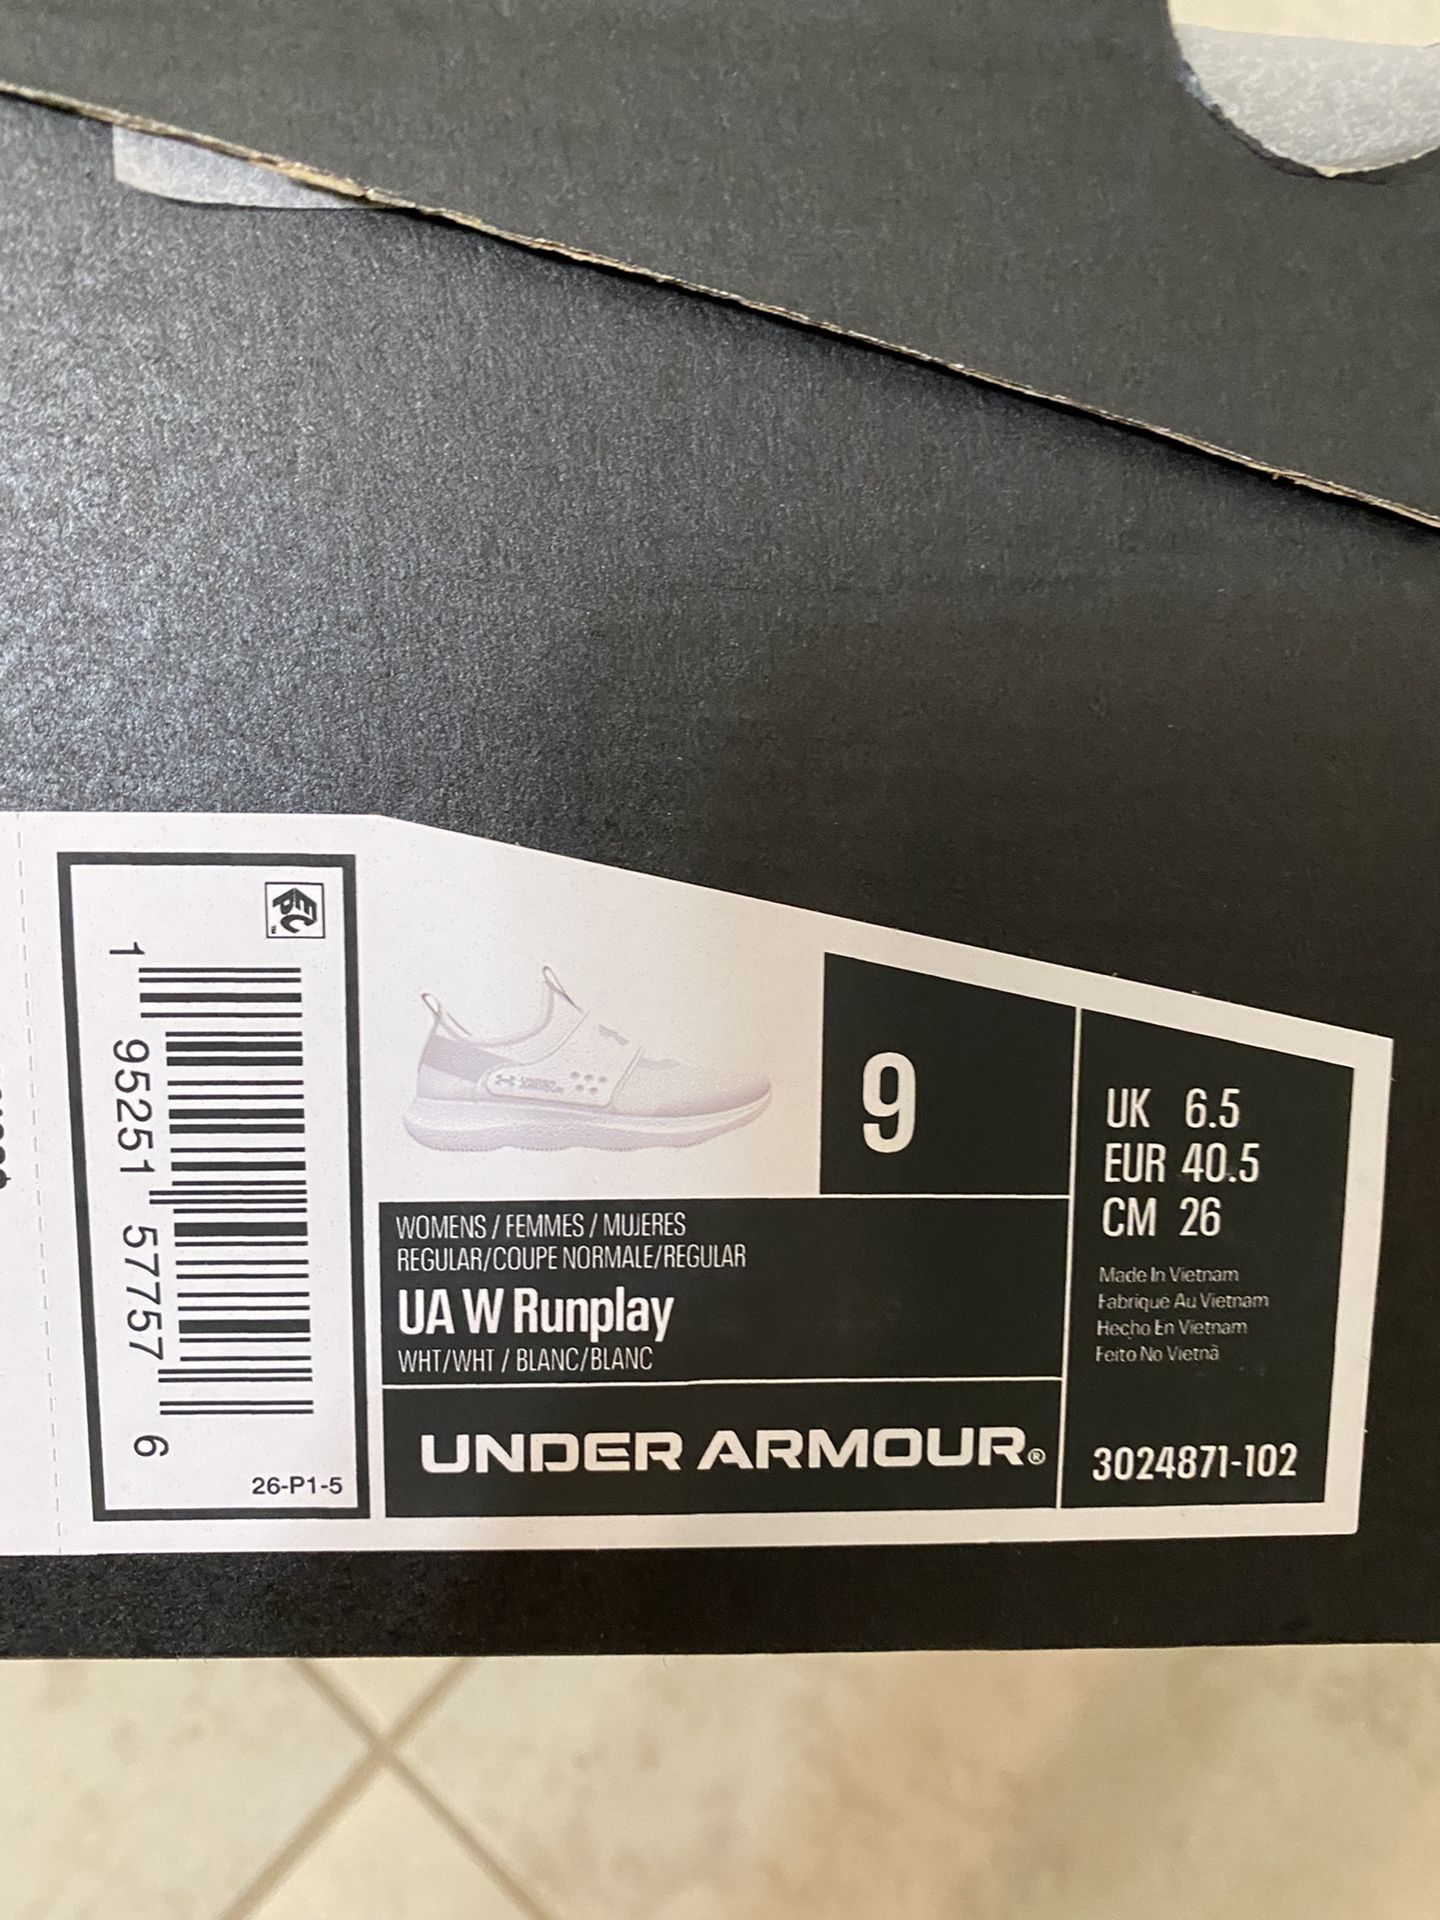 ECP™
1 95251 57757 6
26-P1-5
9
UK 6.5
EUR 40.5
CM 26
Made In Vietnam
Fabriqué Au Vietnam
Hecho En Vietnam
Feito No Vietnã
3024871-102
WOMENS / FEMMES / MUJERES
REGULAR/COUPE NORMALE/REGULAR
UA W Runplay
WHT/WHT / BLANC/BLANC
UNDER ARMOUR®